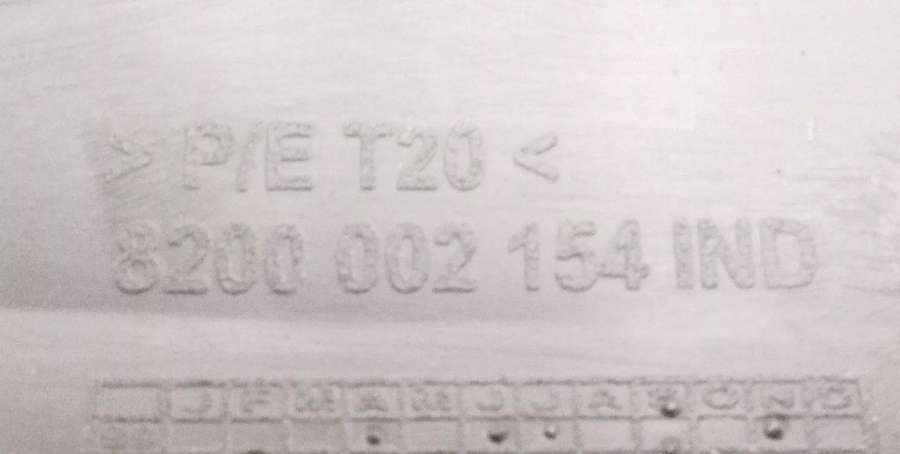 > P/E T20 <
8200 002 154 IND
J F M A M J J A S O N D